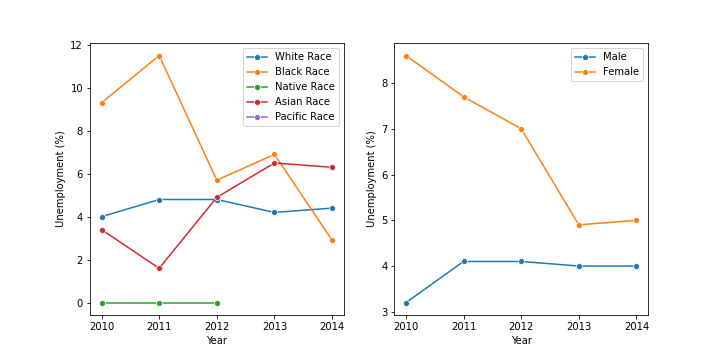 12
10
8
6
4
2
0
Unemployment (%)
2010 2011 2012 2013 2014
Year
White Race
Black Race
Native Race
Asian Race
Pacific Race
8
7
6
5
4
3
Unemployment (%)
2010 2011 2012 2013 2014
Year
Male
Female